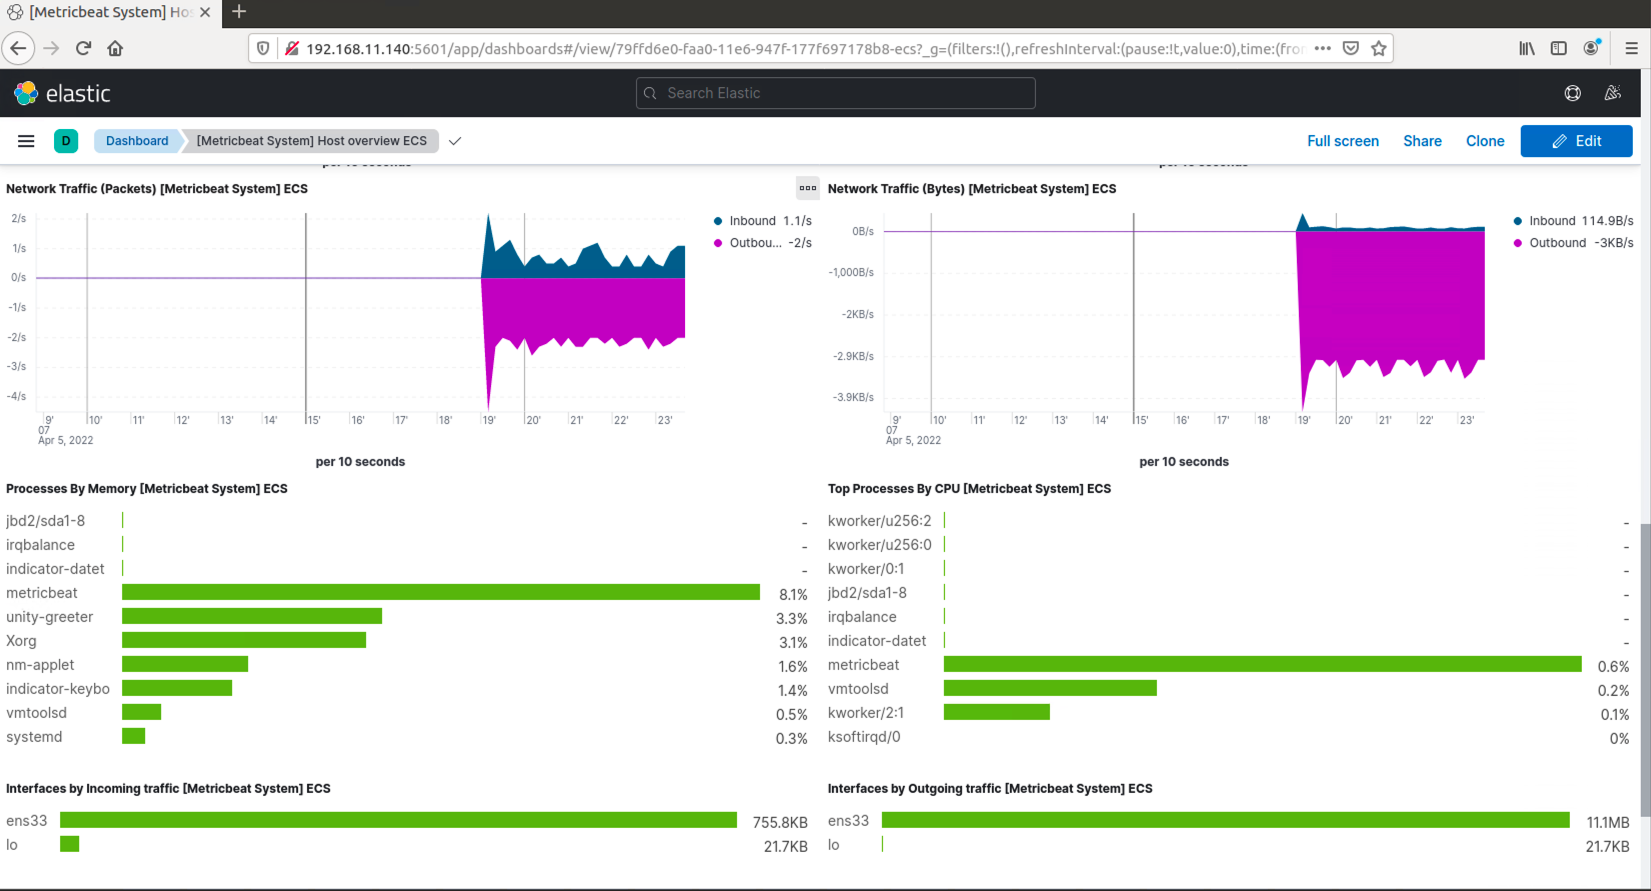 [Metricbeat System] Hos
192.168.11.140:5601/app/dashboards#/view/79ffd6e0-faa0-11e6-947f-177f697178b8-ecs?_g=(filters:!(),refreshInterval:(pause:!t,value:0),time:(fro
elastic
Search Elastic
D
Dashboard
[Metricbeat System] Host overview ECS
Full screen
Share
Clone
Edit
per 10 seconds
per 10 seconds
Network Traffic (Packets) [Metricbeat System] ECS
2/s
1/s
0/s
-1/s
-2/s
-3/s
-4/s
Inbound 1.1/s
Outbou... -2/s
9' 10' 11' 12' 13' 14' 15' 16' 17' 18' 19' 20' 21' 22' 23'
07
Apr 5, 2022
per 10 seconds
Network Traffic (Bytes) [Metricbeat System] ECS
0B/s
-1,000B/s
-2KB/s
-2.9KB/s
-3.9KB/s
Inbound 114.9B/s
Outbound -3KB/s
9' 10' 11' 12' 13' 14' 15' 16' 17' 18' 19' 20' 21' 22' 23'
07
Apr 5, 2022
per 10 seconds
Processes By Memory [Metricbeat System] ECS
jbd2/sda1-8 -
irqbalance -
indicator-datet -
metricbeat 8.1%
unity-greeter 3.3%
Xorg 3.1%
nm-applet 1.6%
indicator-keybo 1.4%
vmtoolsd 0.5%
systemd 0.3%
Top Processes By CPU [Metricbeat System] ECS
kworker/u256:2 -
kworker/u256:0 -
kworker/0:1 -
jbd2/sda1-8 -
irqbalance -
indicator-datet -
metricbeat 0.6%
vmtoolsd 0.2%
kworker/2:1 0.1%
ksoftirqd/0 0%
Interfaces by Incoming traffic [Metricbeat System] ECS
ens33 755.8KB
lo 21.7KB
Interfaces by Outgoing traffic [Metricbeat System] ECS
ens33 11.1MB
lo 21.7KB